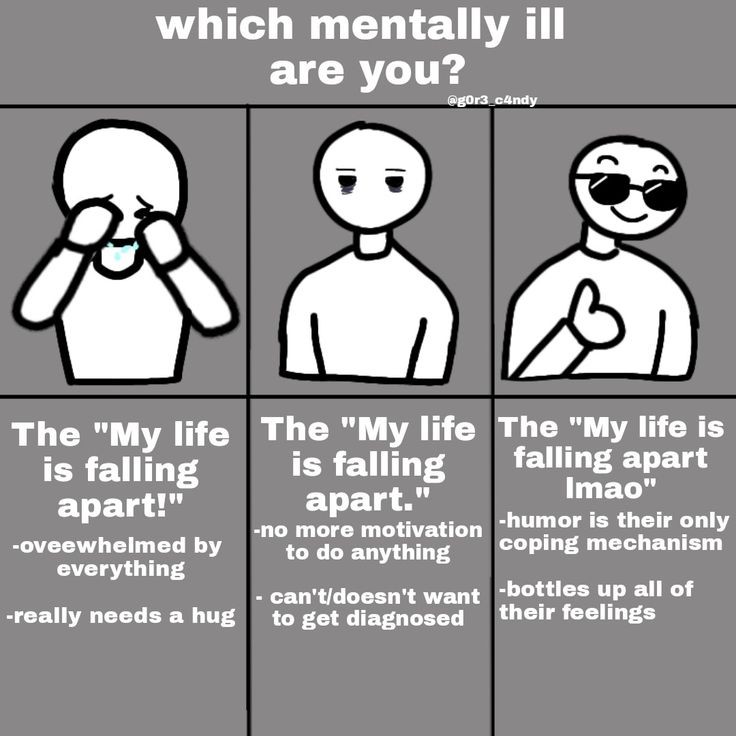 which mentally ill
are you?
@g0r3_c4ndy
The "My life
is falling
apart!"
-oveewhelmed by
everything
-really needs a hug
The "My life
is falling
apart."
-no more motivation
to do anything
- can't/doesn't want
to get diagnosed
The "My life is
falling apart
lmao"
-humor is their only
coping mechanism
-bottles up all of
their feelings